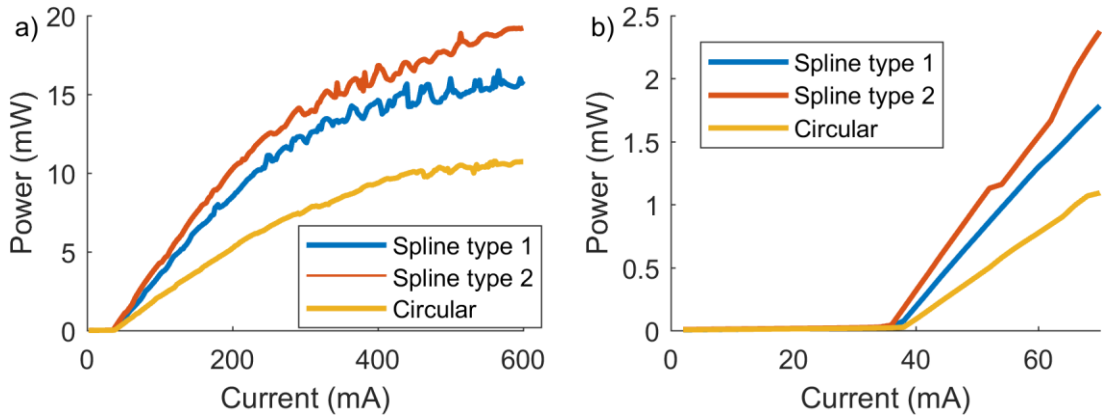 a)
Power (mW)
20
15
10
5
0
0 200 400 600
Current (mA)
Spline type 1
Spline type 2
Circular
b)
Power (mW)
2.5
2
1.5
1
0.5
0
0 20 40 60
Current (mA)
Spline type 1
Spline type 2
Circular